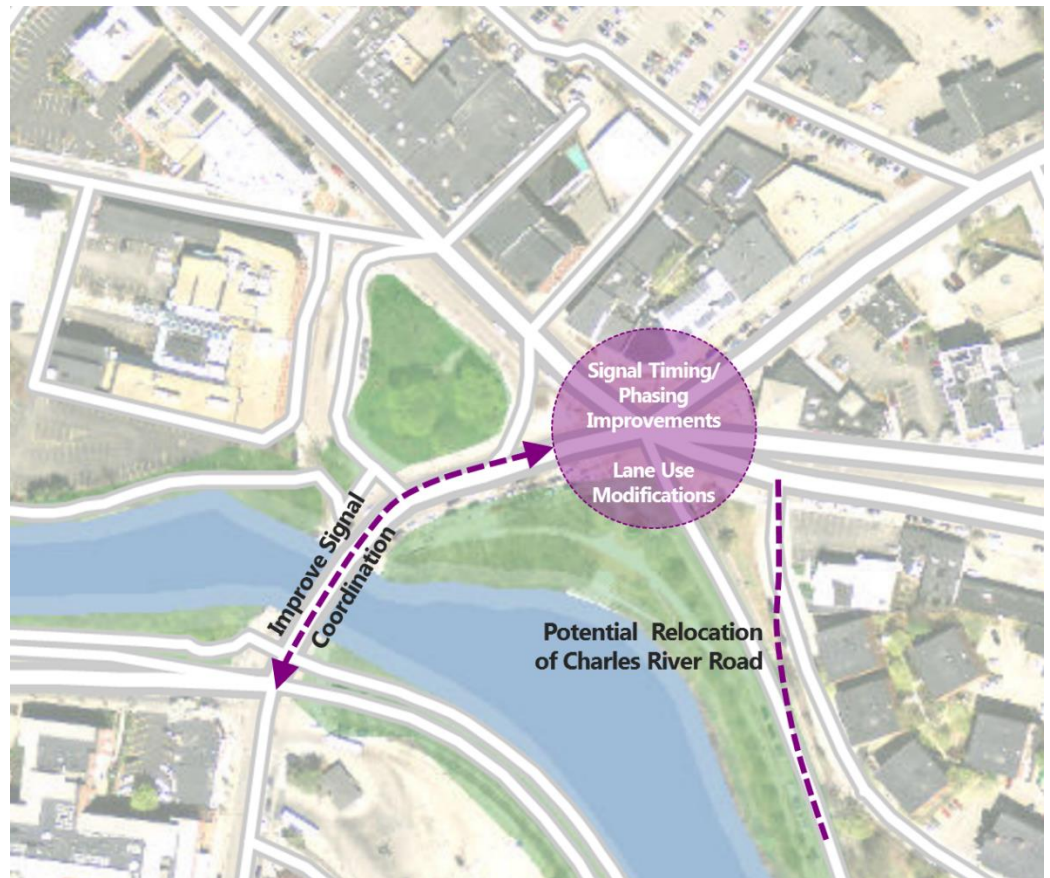 Signal Timing/
Phasing
Improvements
Lane Use
Modifications
Improve Signal
Coordination
Potential Relocation
of Charles River Road